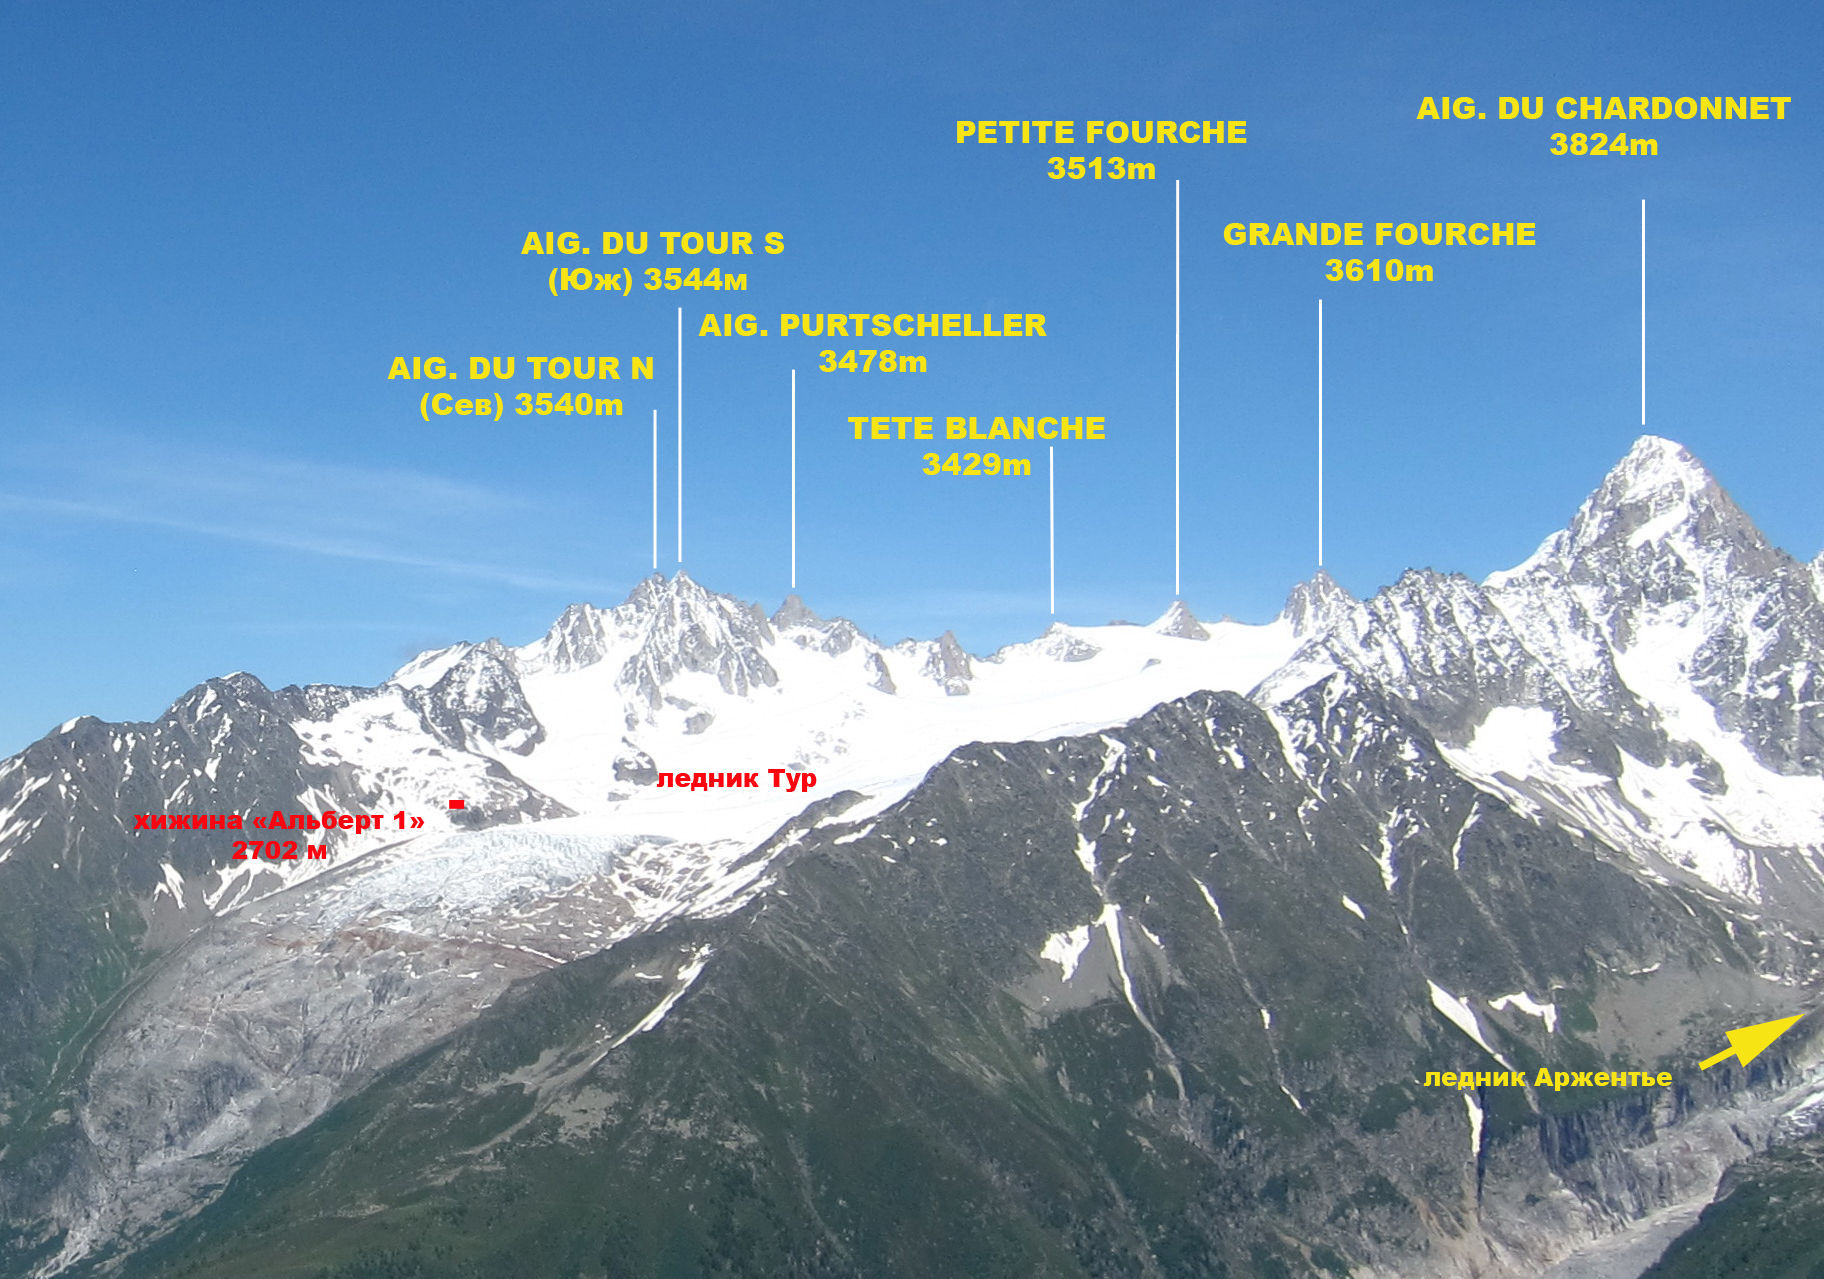 AIG. DU CHARDONNET
3824m
PETITE FOURCHE
3513m
GRANDE FOURCHE
3610m
AIG. DU TOUR S
(Юж) 3544м
AIG. PURTSCHELLER
3478m
AIG. DU TOUR N
(Сев) 3540m
TETE BLANCHE
3429m
ледник Тур
хижина «Альберт 1»
2702 м
ледник Аржентье